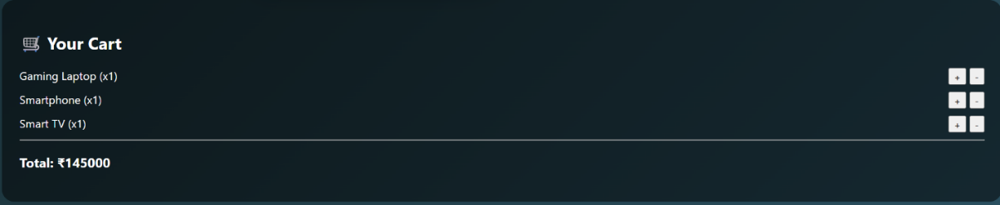 🛒 Your Cart
Gaming Laptop (x1) + -
Smartphone (x1) + -
Smart TV (x1) + -
Total: ₹145000